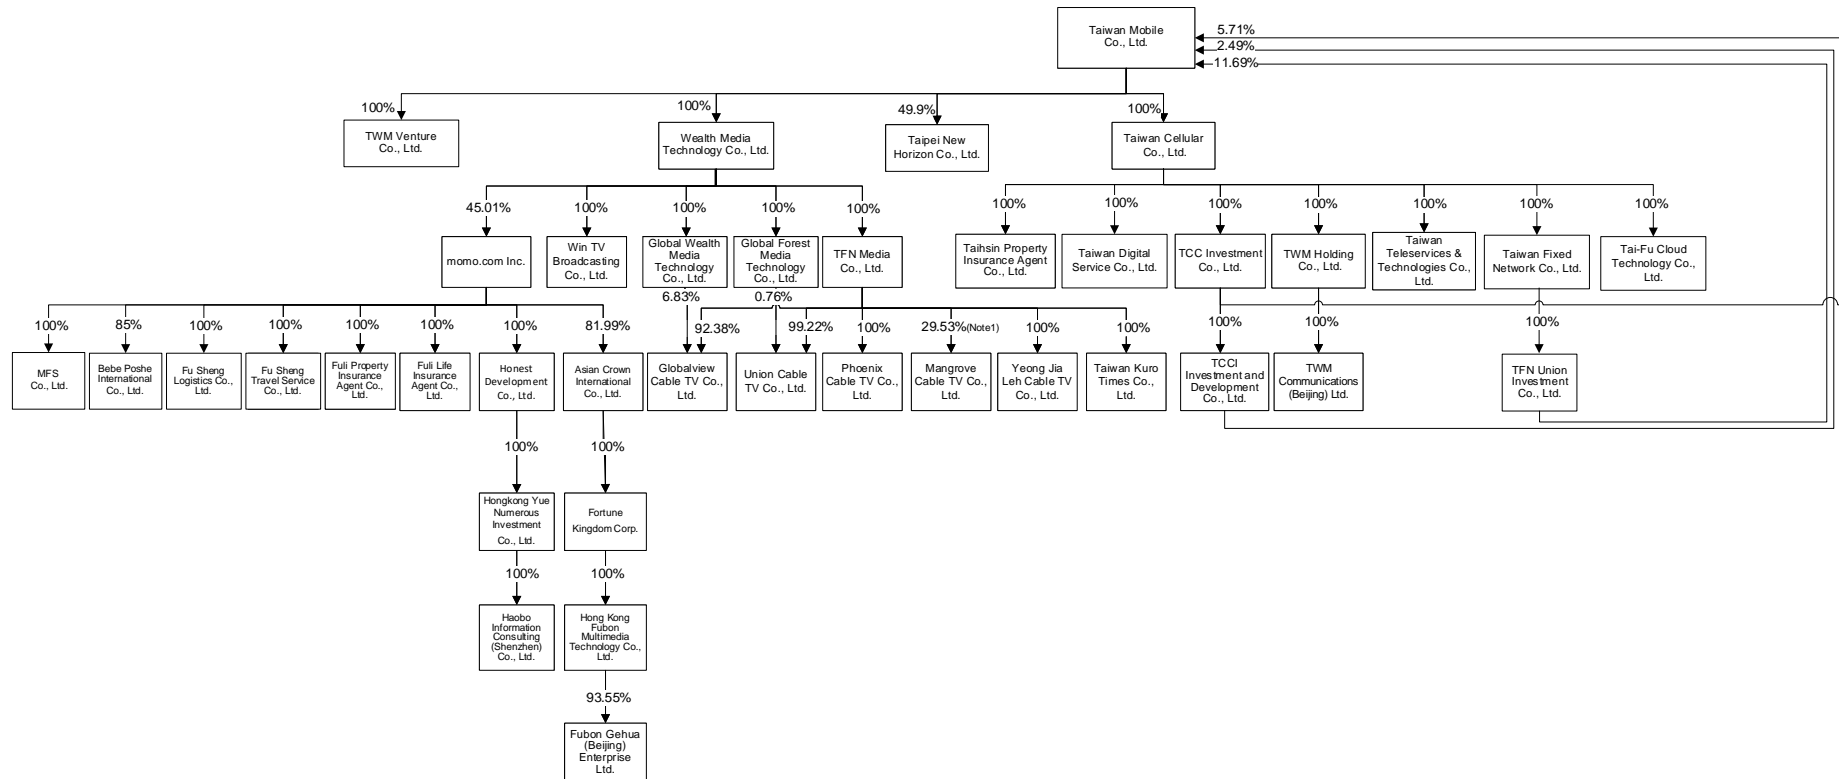 Taiwan Mobile
Co., Ltd.
5.71%
2.49%
11.69%
100%
100%
49.9%
100%
TWM Venture
Co., Ltd.
Wealth Media
Technology Co., Ltd.
Taipei New
Horizon Co., Ltd.
Taiwan Cellular
Co., Ltd.
45.01%
100%
100%
100%
100%
100%
100%
100%
100%
100%
100%
100%
momo.com Inc.
Win TV
Broadcasting
Co., Ltd.
Global Wealth
Media
Technology
Co., Ltd.
Global Forest
Media
Technology
Co., Ltd.
TFN Media
Co., Ltd.
Taihsin Property
Insurance Agent
Co., Ltd.
Taiwan Digital
Service Co., Ltd.
TCC Investment
Co., Ltd.
TWM Holding
Co., Ltd.
Taiwan
Teleservices &
Technologies Co.,
Ltd.
Taiwan Fixed
Network Co., Ltd.
Tai-Fu Cloud
Technology Co.,
Ltd.
6.83%
0.76%
100%
85%
100%
100%
100%
100%
100%
81.99%
92.38%
99.22%
100%
29.53%(Note1)
100%
100%
100%
100%
100%
MFS
Co., Ltd.
Bebe Poshe
International
Co., Ltd.
Fu Sheng
Logistics Co.,
Ltd.
Fu Sheng
Travel Service
Co., Ltd.
Fuli Property
Insurance
Agent Co.,
Ltd.
Fuli Life
Insurance
Agent Co.,
Ltd.
Honest
Development
Co., Ltd.
Asian Crown
International
Co., Ltd.
Globalview
Cable TV Co.,
Ltd.
Union Cable
TV Co., Ltd.
Phoenix
Cable TV Co.,
Ltd.
Mangrove
Cable TV Co.,
Ltd.
Yeong Jia
Leh Cable TV
Co., Ltd.
Taiwan Kuro
Times Co.,
Ltd.
TCCI
Investment and
Development
Co., Ltd.
TWM
Communications
(Beijing) Ltd.
TFN Union
Investment
Co., Ltd.
100%
100%
Hongkong Yue
Numerous
Investment
Co., Ltd.
Fortune
Kingdom Corp.
100%
100%
Haobo
Information
Consulting
(Shenzhen)
Co., Ltd.
Hong Kong
Fubon
Multimedia
Technology Co.,
Ltd.
93.55%
Fubon Gehua
(Beijing)
Enterprise
Ltd.